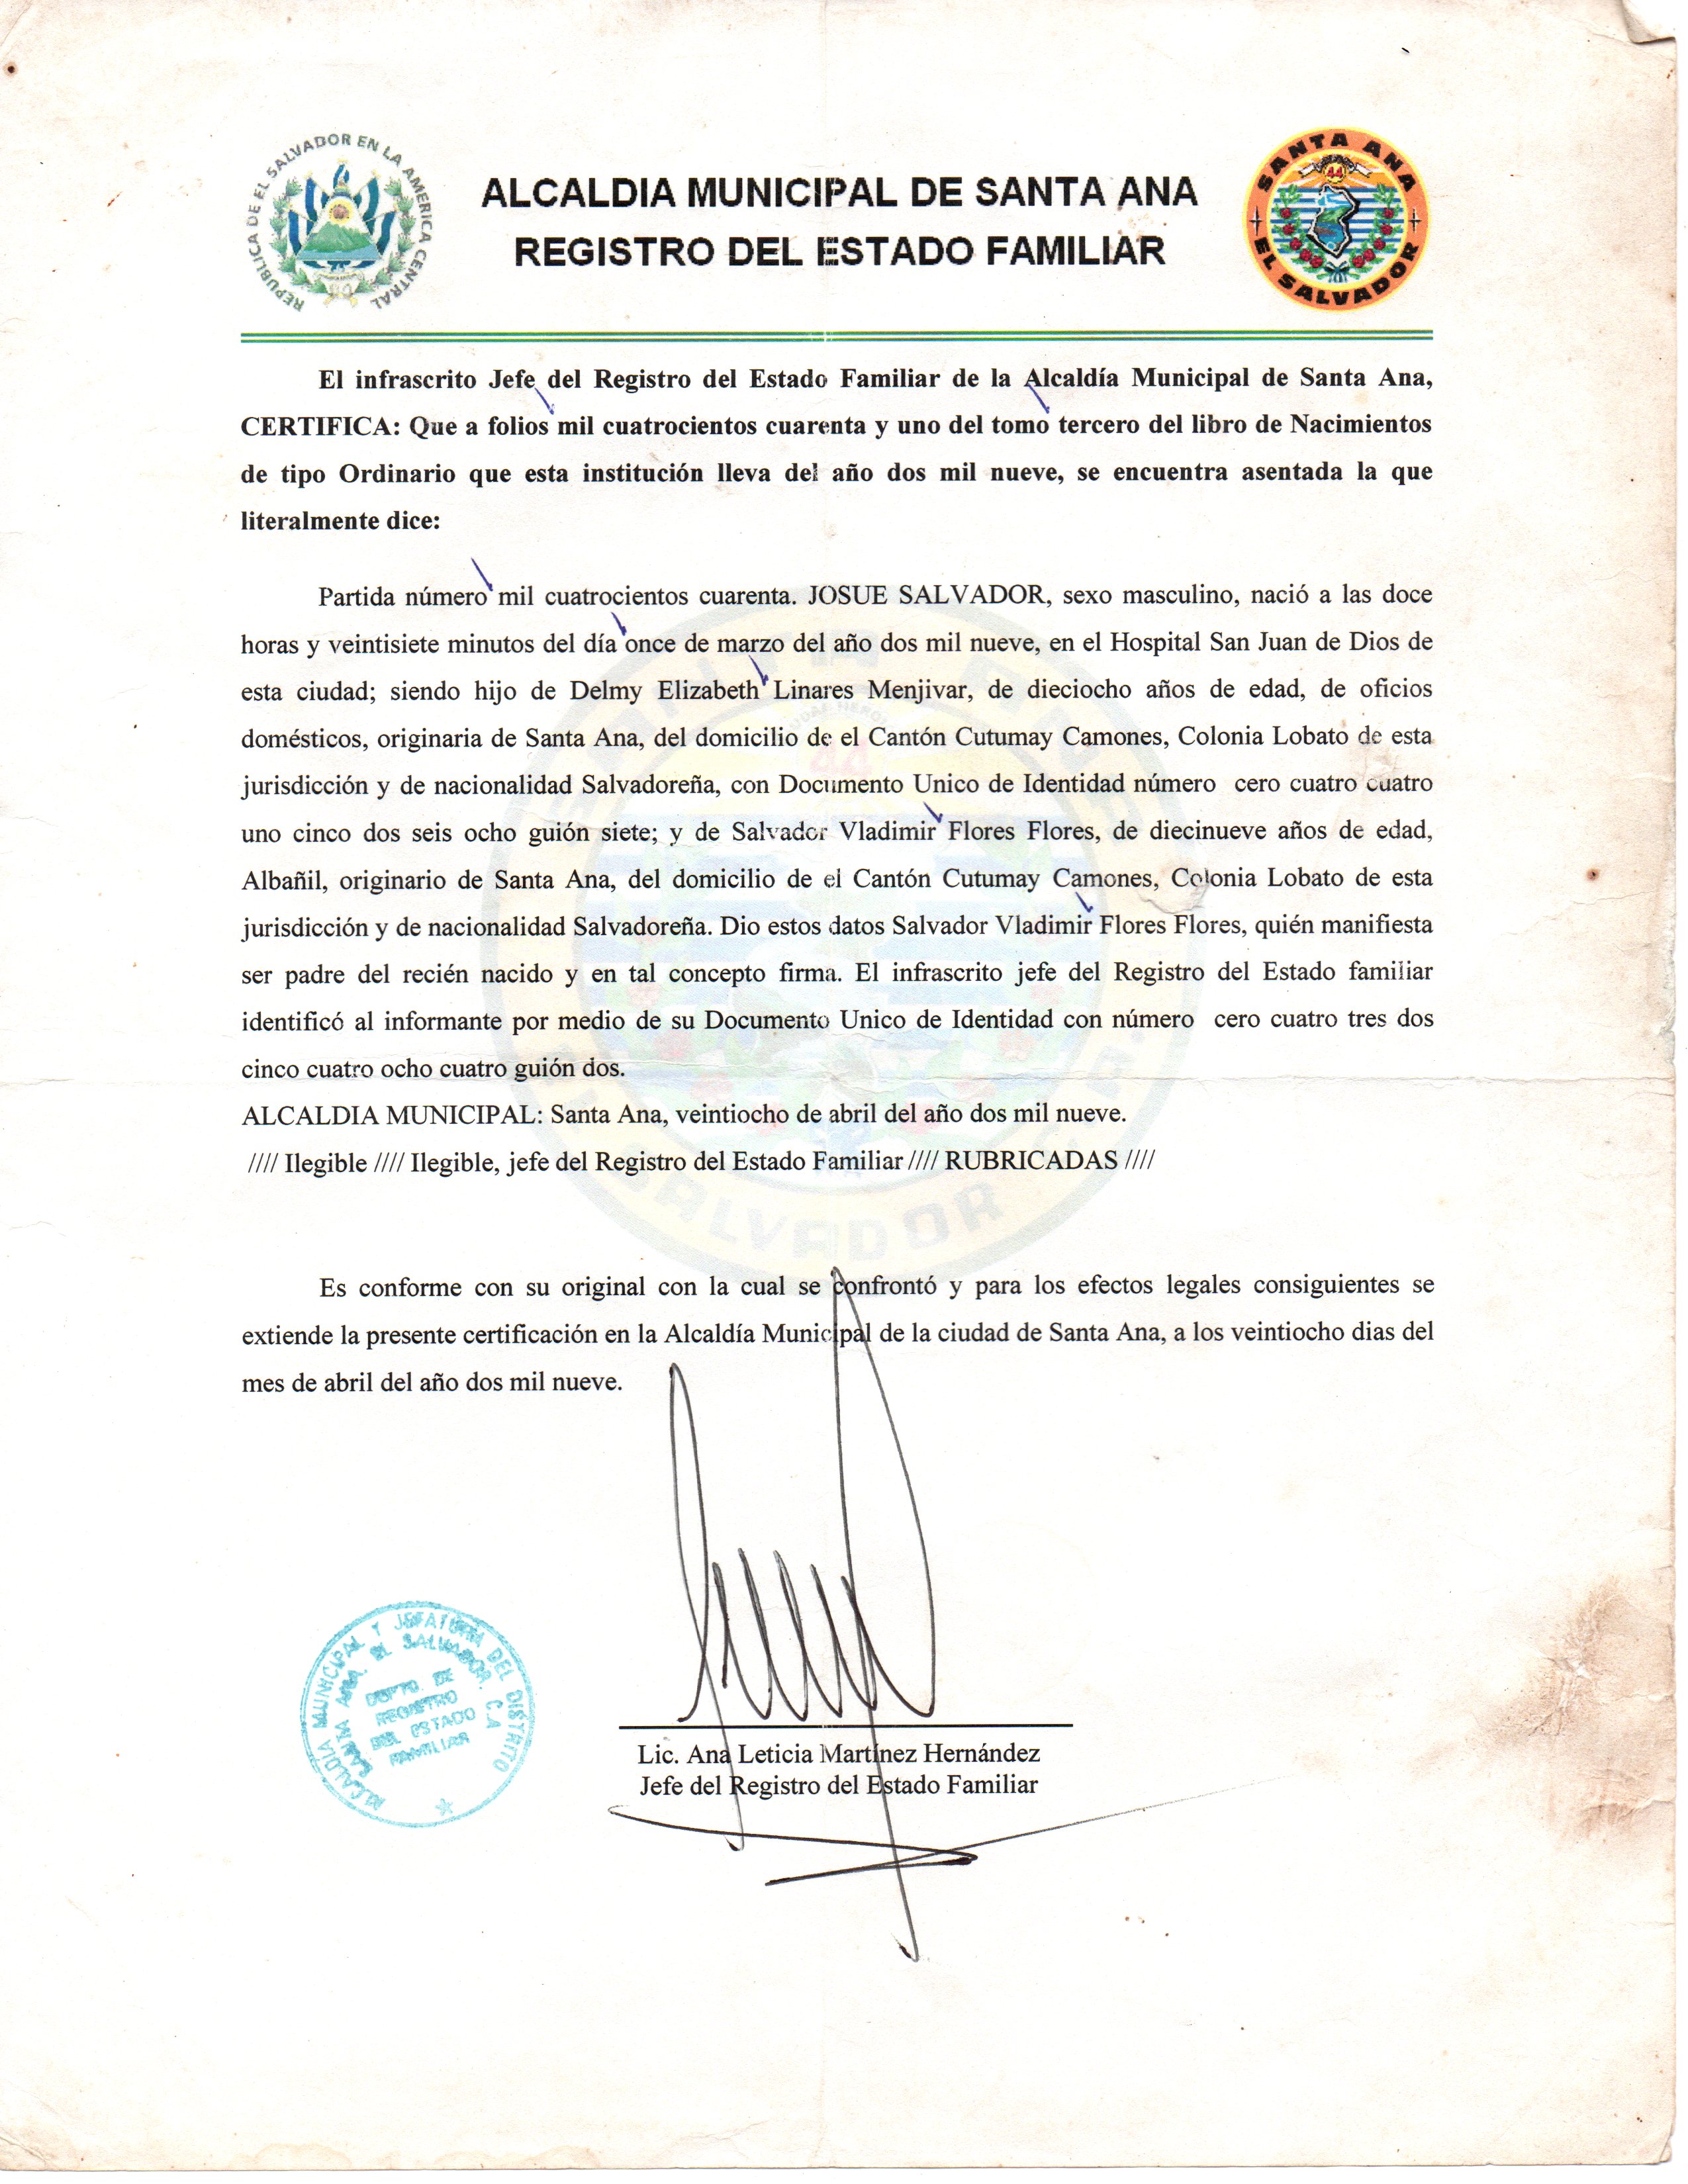 REPUBLICA DE EL SALVADOR EN LA AMERICA CENTRAL
ALCALDIA MUNICIPAL DE SANTA ANA
REGISTRO DEL ESTADO FAMILIAR
SANTA ANA
44
EL SALVADOR
El infrascrito Jefe del Registro del Estado Familiar de la Alcaldía Municipal de Santa Ana,
CERTIFICA: Que a folios mil cuatrocientos cuarenta y uno del tomo tercero del libro de Nacimientos
de tipo Ordinario que esta institución lleva del año dos mil nueve, se encuentra asentada la que
literalmente dice:
Partida número mil cuatrocientos cuarenta. JOSUE SALVADOR, sexo masculino, nació a las doce
horas y veintisiete minutos del día once de marzo del año dos mil nueve, en el Hospital San Juan de Dios de
esta ciudad; siendo hijo de Delmy Elizabeth Linares Menjivar, de dieciocho años de edad, de oficios
domésticos, originaria de Santa Ana, del domicilio de el Cantón Cutumay Camones, Colonia Lobato de esta
jurisdicción y de nacionalidad Salvadoreña, con Documento Unico de Identidad número cero cuatro cuatro
uno cinco dos seis ocho guión siete; y de Salvador Vladimir Flores Flores, de diecinueve años de edad,
Albañil, originario de Santa Ana, del domicilio de el Cantón Cutumay Camones, Colonia Lobato de esta
jurisdicción y de nacionalidad Salvadoreña. Dio estos datos Salvador Vladimir Flores Flores, quién manifiesta
ser padre del recién nacido y en tal concepto firma. El infrascrito jefe del Registro del Estado familiar
identificó al informante por medio de su Documento Unico de Identidad con número cero cuatro tres dos
cinco cuatro ocho cuatro guión dos.
ALCALDIA MUNICIPAL: Santa Ana, veintiocho de abril del año dos mil nueve.
//// Ilegible //// Ilegible, jefe del Registro del Estado Familiar //// RUBRICADAS ////
Es conforme con su original con la cual se confrontó y para los efectos legales consiguientes se
extiende la presente certificación en la Alcaldía Municipal de la ciudad de Santa Ana, a los veintiocho dias del
mes de abril del año dos mil nueve.
ALCALDIA MUNICIPAL Y JEFATURA DEL DISTRITO
SANTA ANA, EL SALVADOR, C.A
DEPTO. DE
REGISTRO
DEL ESTADO
FAMILIAR
Lic. Ana Leticia Martínez Hernández
Jefe del Registro del Estado Familiar